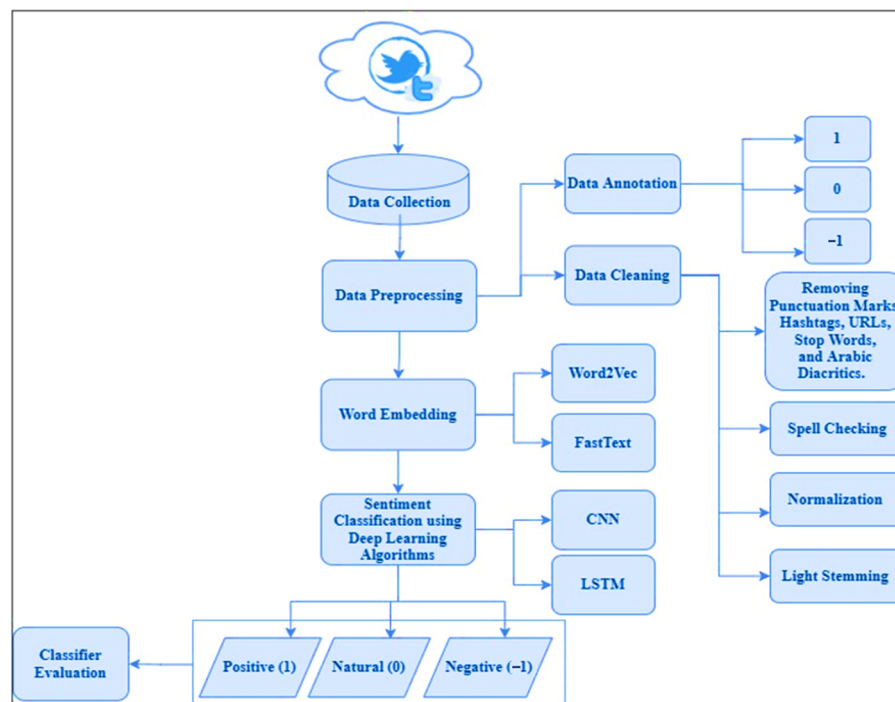 Data Collection
Data Preprocessing
Data Annotation
1
0
−1
Data Cleaning
Removing
Punctuation Marks,
Hashtags, URLs,
Stop Words,
and Arabic
Diacritics.
Spell Checking
Normalization
Light Stemming
Word Embedding
Word2Vec
FastText
Sentiment
Classification using
Deep Learning
Algorithms
CNN
LSTM
Positive (1)
Natural (0)
Negative (−1)
Classifier
Evaluation